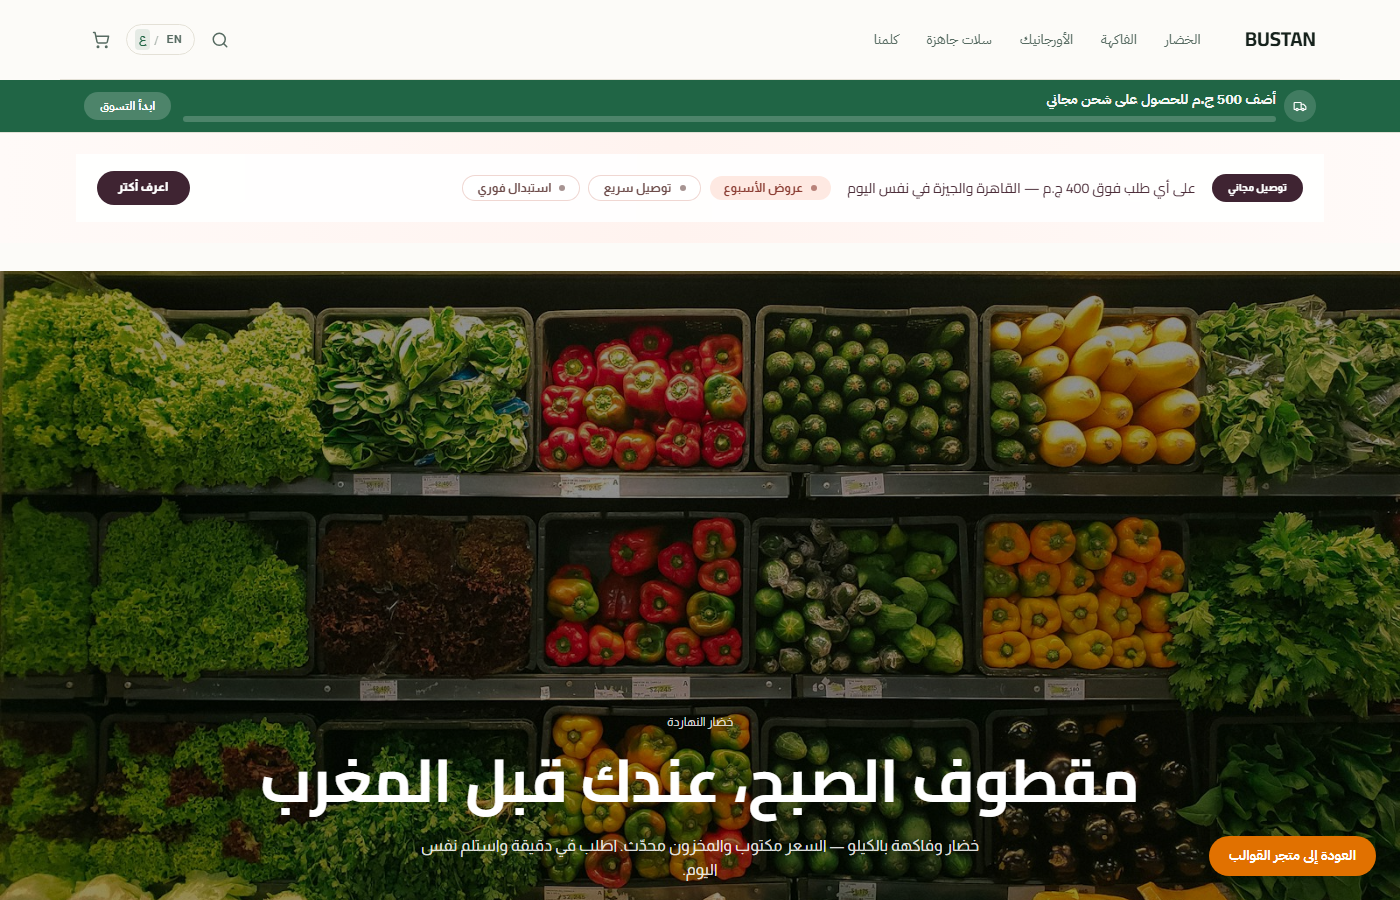 BUSTAN
الخضار
الفاكهة
الأورجانيك
سلات جاهزة
كلمنا
EN / ع
أضف 500 ج.م للحصول على شحن مجاني
ابدأ التسوق
توصيل مجاني
على أي طلب فوق 400 ج.م — القاهرة والجيزة في نفس اليوم
عروض الأسبوع
توصيل سريع
استبدال فوري
اعرف أكتر
خضار النهاردة
مقطوف الصبح، عندك قبل المغرب
خضار وفاكهة بالكيلو — السعر مكتوب والمخزون محدّث. اطلب في دقيقة واستلم نفس
اليوم.
العودة إلى متجر القوالب